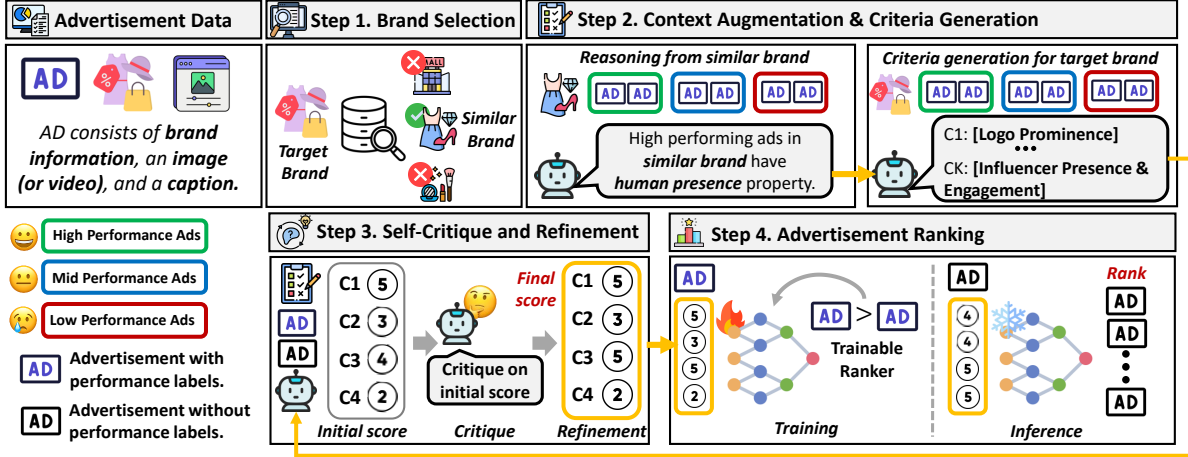 Advertisement Data
AD
AD consists of brand
information, an image
(or video), and a caption.
Step 1. Brand Selection
Target
Brand
MALL
Similar
Brand
Step 2. Context Augmentation & Criteria Generation
Reasoning from similar brand
AD AD AD AD AD AD
High performing ads in
similar brand have
human presence property.
Criteria generation for target brand
AD AD AD AD AD AD
C1: [Logo Prominence]
•••
CK: [Influencer Presence &
Engagement]
High Performance Ads
Mid Performance Ads
Low Performance Ads
AD Advertisement with
performance labels.
AD Advertisement without
performance labels.
Step 3. Self-Critique and Refinement
AD
AD
C1 5
C2 3
C3 4
C4 2
Initial score
Critique on
initial score
Critique
Final
score
C1 5
C2 3
C3 5
C4 2
Refinement
Step 4. Advertisement Ranking
AD
5
3
5
2
AD > AD
Trainable
Ranker
Training
AD
4
4
5
5
Inference
Rank
AD
AD
AD